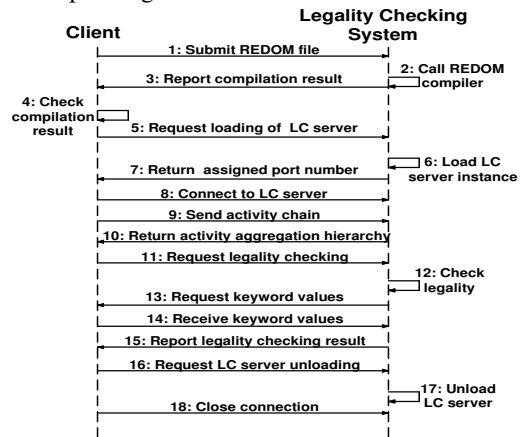 Client
Legality Checking
System
1: Submit REDOM file
2: Call REDOM
compiler
3: Report compilation result
4: Check
compilation
result
5: Request loading of LC server
6: Load LC
server instance
7: Return assigned port number
8: Connect to LC server
9: Send activity chain
10: Return activity aggregation hierarchy
11: Request legality checking
12: Check
legality
13: Request keyword values
14: Receive keyword values
15: Report legality checking result
16: Request LC server unloading
17: Unload
LC server
18: Close connection